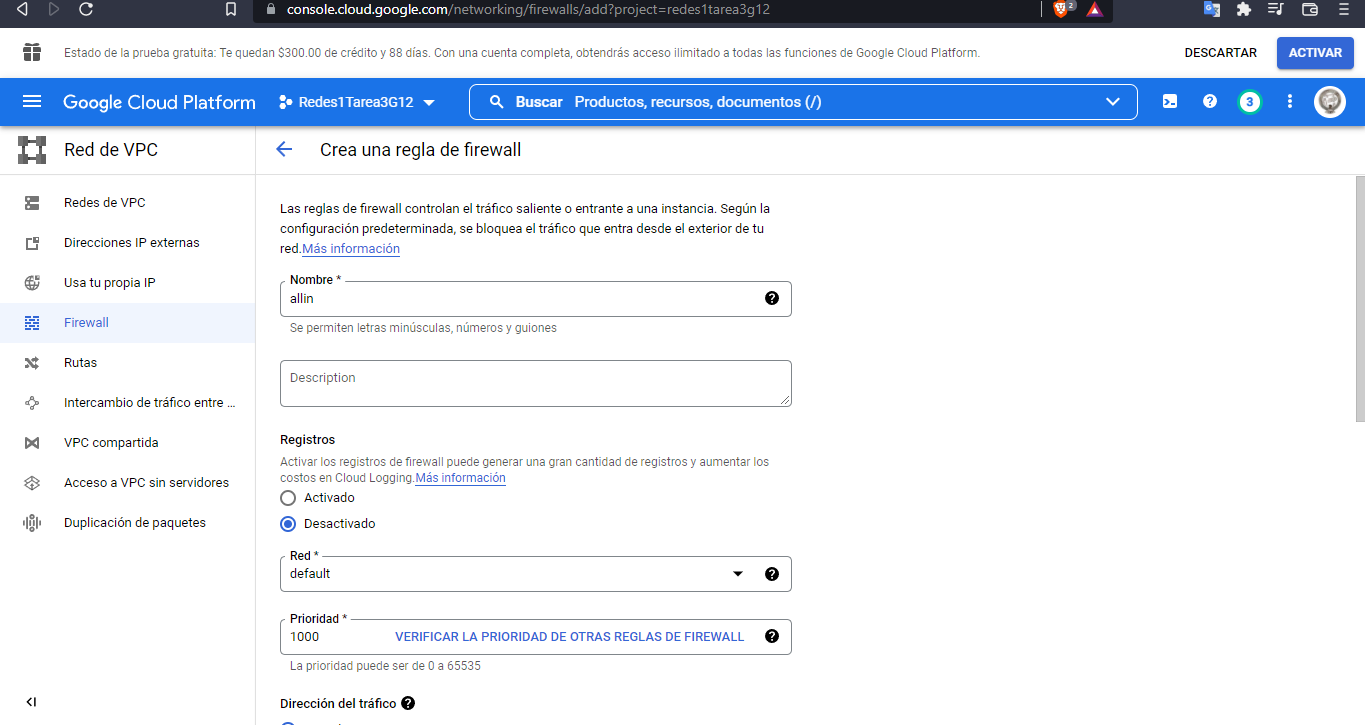 console.cloud.google.com/networking/firewalls/add?project=redes1tarea3g12
2
Estado de la prueba gratuita: Te quedan $300.00 de crédito y 88 días. Con una cuenta completa, obtendrás acceso ilimitado a todas las funciones de Google Cloud Platform.
DESCARTAR
ACTIVAR
Google Cloud Platform
Redes1Tarea3G12
Buscar Productos, recursos, documentos (/)
3
Red de VPC
Crea una regla de firewall
Redes de VPC
Direcciones IP externas
Usa tu propia IP
Firewall
Rutas
Intercambio de tráfico entre ...
VPC compartida
Acceso a VPC sin servidores
Duplicación de paquetes
Las reglas de firewall controlan el tráfico saliente o entrante a una instancia. Según la
configuración predeterminada, se bloquea el tráfico que entra desde el exterior de tu
red.Más información
Nombre *
allin
Se permiten letras minúsculas, números y guiones
Description
Registros
Activar los registros de firewall puede generar una gran cantidad de registros y aumentar los
costos en Cloud Logging.Más información
Activado
Desactivado
Red *
default
Prioridad *
1000
VERIFICAR LA PRIORIDAD DE OTRAS REGLAS DE FIREWALL
La prioridad puede ser de 0 a 65535
Dirección del tráfico